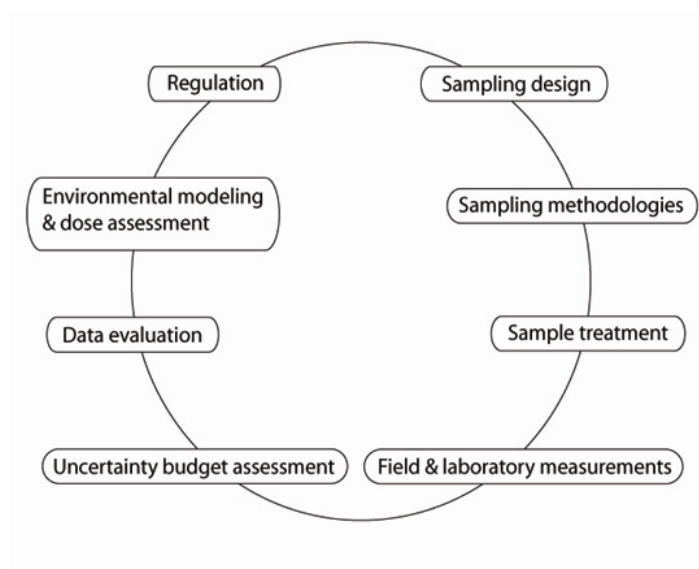 Regulation
Sampling design
Environmental modeling
& dose assessment
Sampling methodologies
Data evaluation
Sample treatment
Uncertainty budget assessment
Field & laboratory measurements